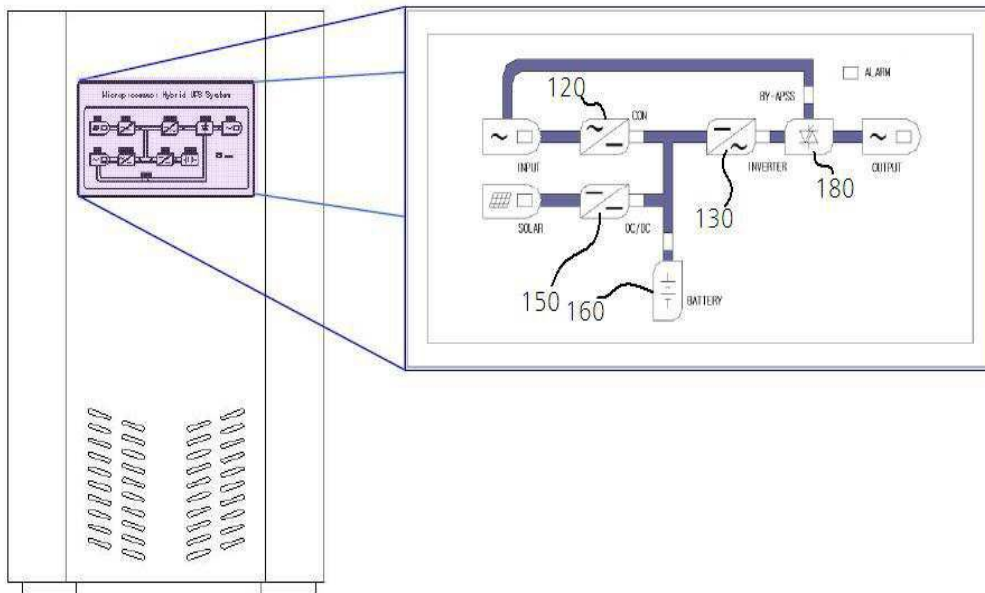 Microprocessor Hybrid UPS System
ALARM
BY-APSS
120
CON
INPUT
INVERTER
180
OUTPUT
130
SOLAR
DC/DC
150
160
BATTERY